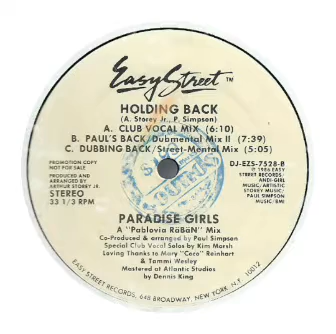 Easy Street ™
HOLDING BACK
(A. Storey Jr., P. Simpson)
A. CLUB VOCAL MIX (6:10)
B. PAUL'S BACK/Dubmental Mix II (7:39)
C. DUBBING BACK/Street-Mental Mix (5:05)
PROMOTION COPY
NOT FOR SALE
PRODUCED AND
ARRANGED BY
ARTHUR STOREY JR.
STEREO
33 1/3 RPM
DJ-EZS-7528-B
© 1986 EASY
STREET RECORDS-
ANDI-GIRL
MUSIC/ARTISTIC
STOREY MUSIC/
PAUL SIMPSON
MUSIC/BMI
PARADISE GIRLS
A "Pablovia RäBäN" Mix
Co-Produced & arranged by Paul Simpson
Special Club Vocal Solos by Kim Marsh
Loving Thanks to Mary "Coco" Reinhart
& Tammi Wesley
Mastered at Atlantic Studios
by Dennis King
EASY STREET RECORDS, 648 BROADWAY, NEW YORK, N.Y. 10012